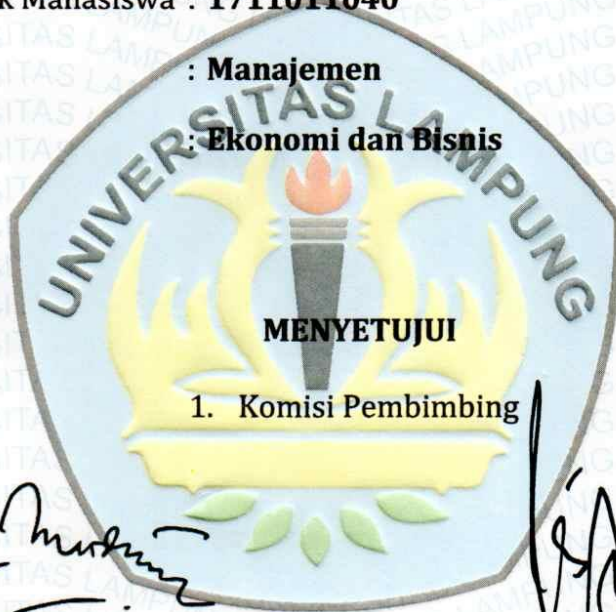 k Mahasiswa : 1711011040
: Manajemen
: Ekonomi dan Bisnis
UNIVERSITAS LAMPUNG
MENYETUJUI
1. Komisi Pembimbing